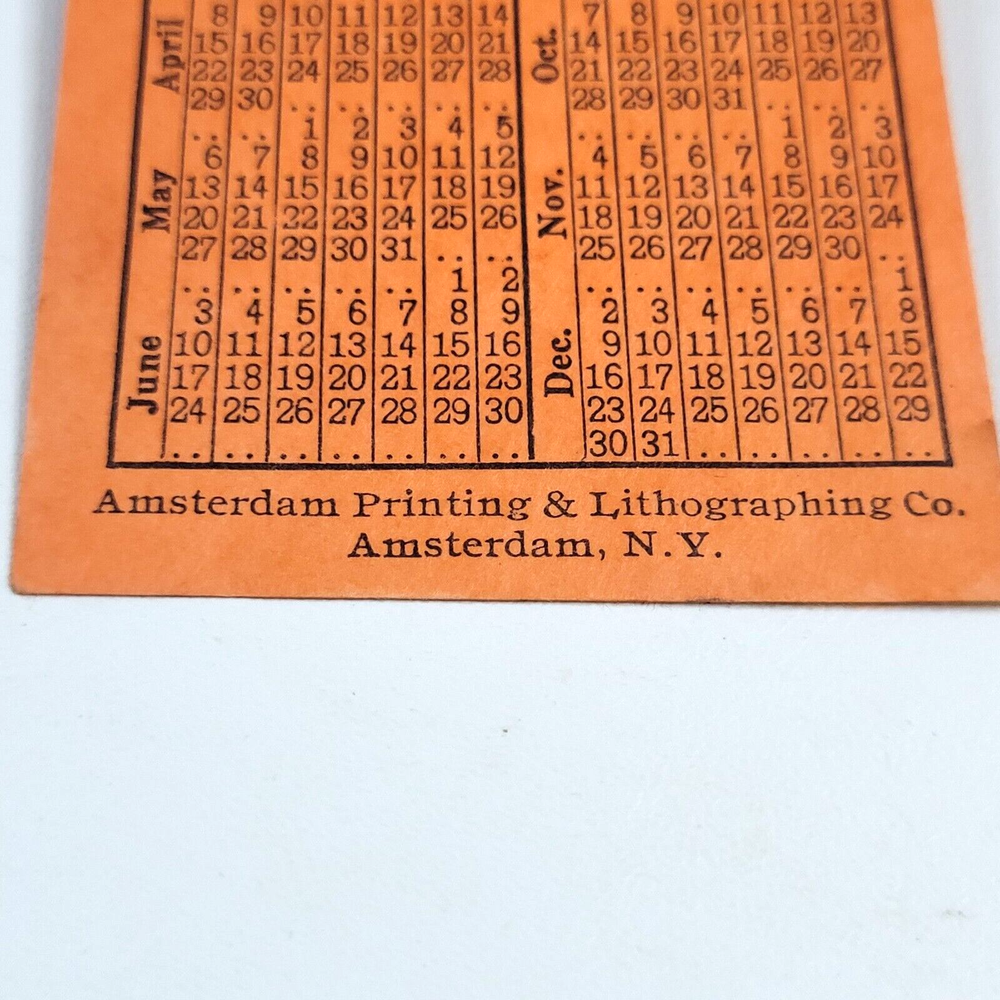 April
8 9 10 11 12 13 14
15 16 17 18 19 20 21
22 23 24 25 26 27 28
29 30 .. .. .. .. ..
May
.. .. 1 2 3 4 5
6 7 8 9 10 11 12
13 14 15 16 17 18 19
20 21 22 23 24 25 26
27 28 29 30 31 .. ..
June
.. .. .. .. .. 1 2
3 4 5 6 7 8 9
10 11 12 13 14 15 16
17 18 19 20 21 22 23
24 25 26 27 28 29 30
.. .. .. .. .. .. ..
Oct.
7 8 9 10 11 12 13
14 15 16 17 18 19 20
21 22 23 24 25 26 27
28 29 30 31 .. .. ..
Nov.
.. .. .. .. 1 2 3
4 5 6 7 8 9 10
11 12 13 14 15 16 17
18 19 20 21 22 23 24
25 26 27 28 29 30 ..
Dec.
.. .. .. .. .. .. 1
2 3 4 5 6 7 8
9 10 11 12 13 14 15
16 17 18 19 20 21 22
23 24 25 26 27 28 29
30 31 .. .. .. .. ..
Amsterdam Printing & Lithographing Co.
Amsterdam, N.Y.